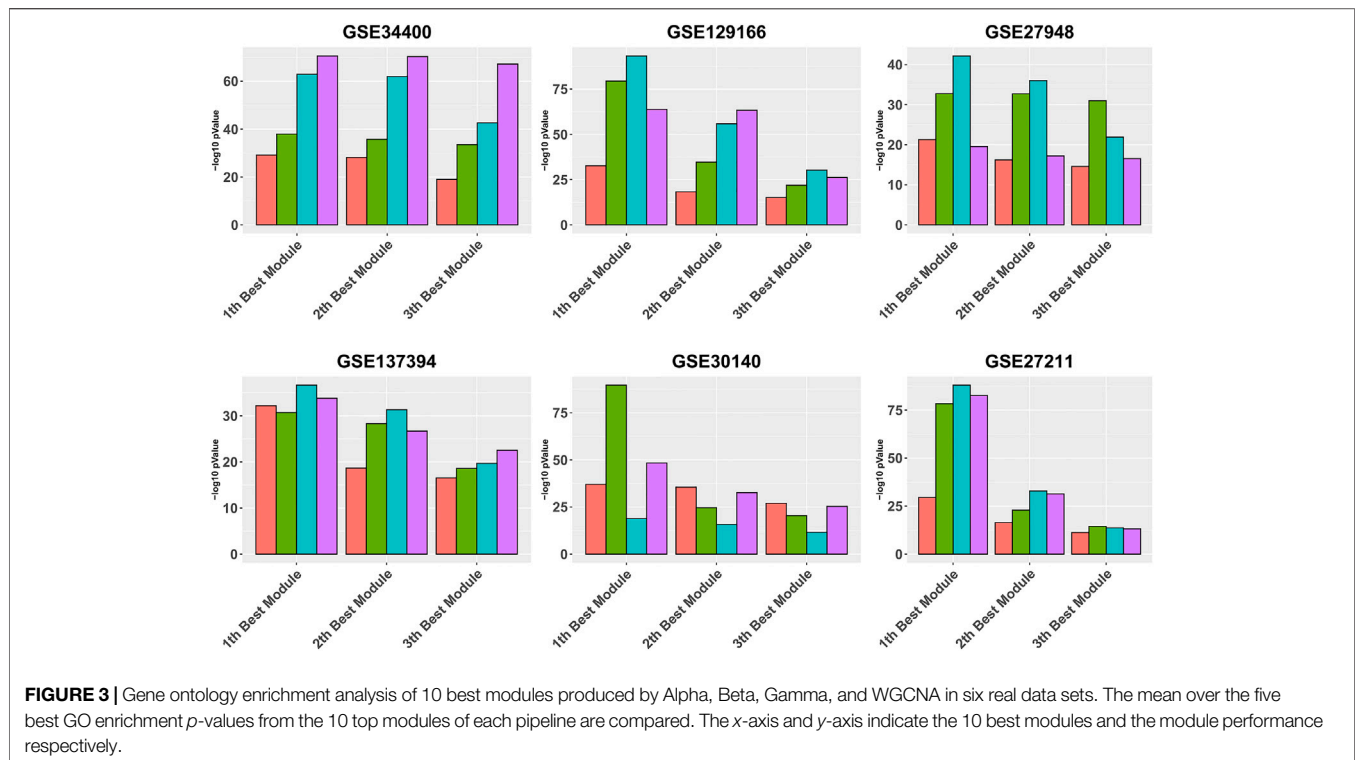 GSE34400
GSE129166
GSE27948
−log10 pValue
60
40
20
0
1th Best Module
2th Best Module
3th Best Module
−log10 pValue
75
50
25
0
1th Best Module
2th Best Module
3th Best Module
−log10 pValue
40
30
20
10
0
1th Best Module
2th Best Module
3th Best Module
GSE137394
GSE30140
GSE27211
−log10 pValue
30
20
10
0
1th Best Module
2th Best Module
3th Best Module
−log10 pValue
75
50
25
0
1th Best Module
2th Best Module
3th Best Module
−log10 pValue
75
50
25
0
1th Best Module
2th Best Module
3th Best Module
FIGURE 3 | Gene ontology enrichment analysis of 10 best modules produced by Alpha, Beta, Gamma, and WGCNA in six real data sets. The mean over the five
best GO enrichment p-values from the 10 top modules of each pipeline are compared. The x-axis and y-axis indicate the 10 best modules and the module performance
respectively.